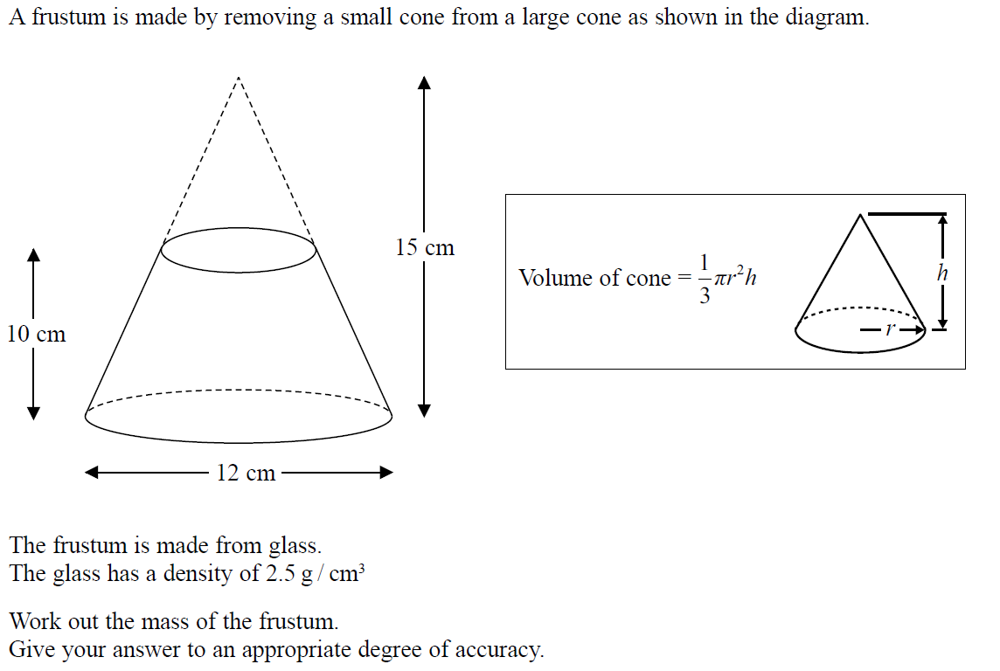 A frustum is made by removing a small cone from a large cone as shown in the diagram.
15 cm
10 cm
12 cm
Volume of cone = 1/3 πr²h
h
r
The frustum is made from glass.
The glass has a density of 2.5 g / cm³
Work out the mass of the frustum.
Give your answer to an appropriate degree of accuracy.